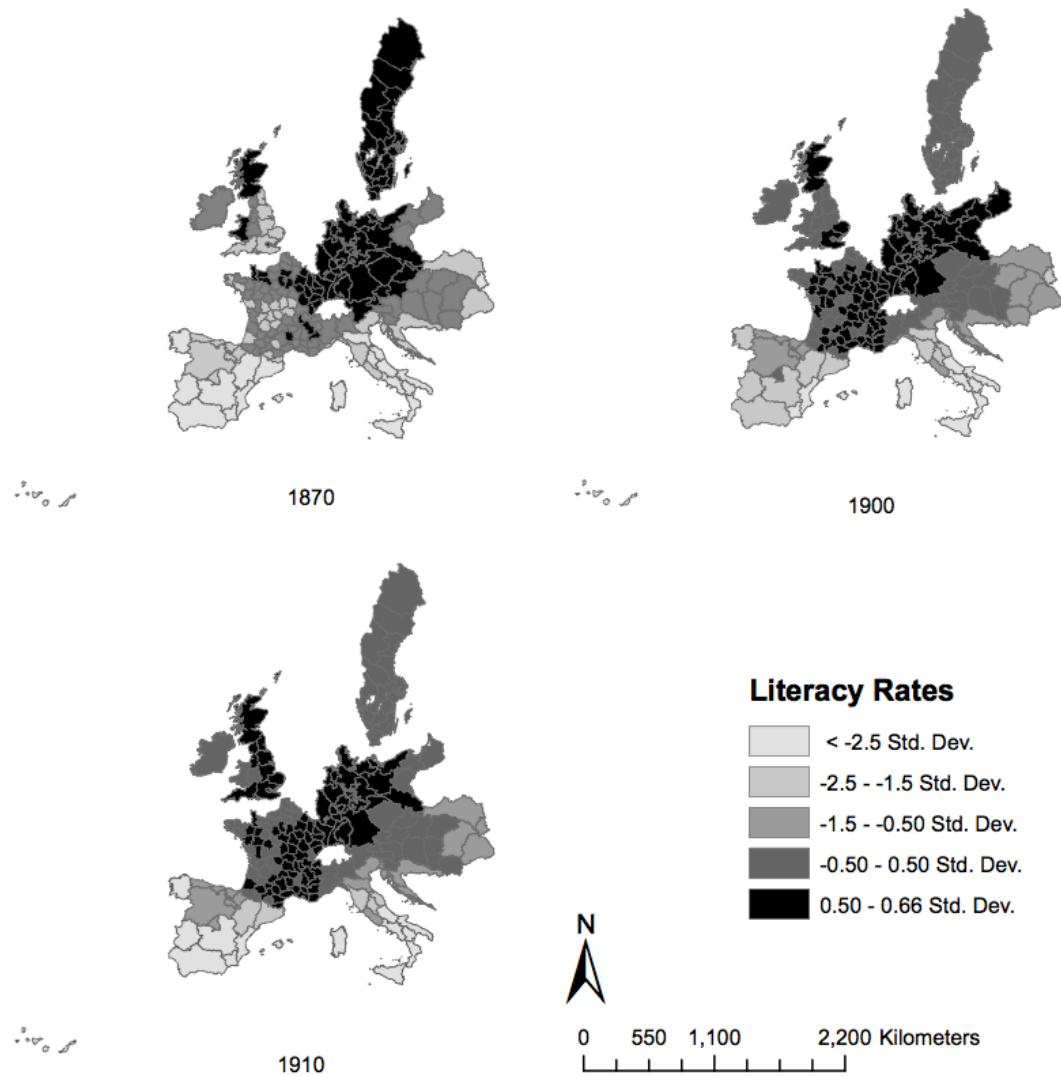 1870
1900
1910
Literacy Rates
< -2.5 Std. Dev.
-2.5 - -1.5 Std. Dev.
-1.5 - -0.50 Std. Dev.
-0.50 - 0.50 Std. Dev.
0.50 - 0.66 Std. Dev.
N
0 550 1,100 2,200 Kilometers